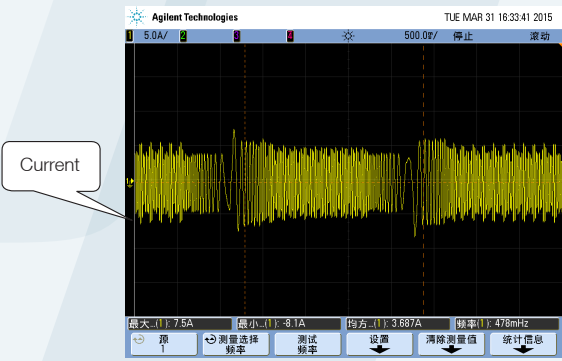 Agilent Technologies TUE MAR 31 16:33:41 2015
1 5.0A/ 2 3 4 500.0㎳/ 停止 滚动
Current
1
最大…(1): 7.5A 最小…(1): -8.1A 均方…(1): 3.687A 频率(1): 478mHz
源
1
测量选择
频率
测试
频率
设置
清除测量值
统计信息